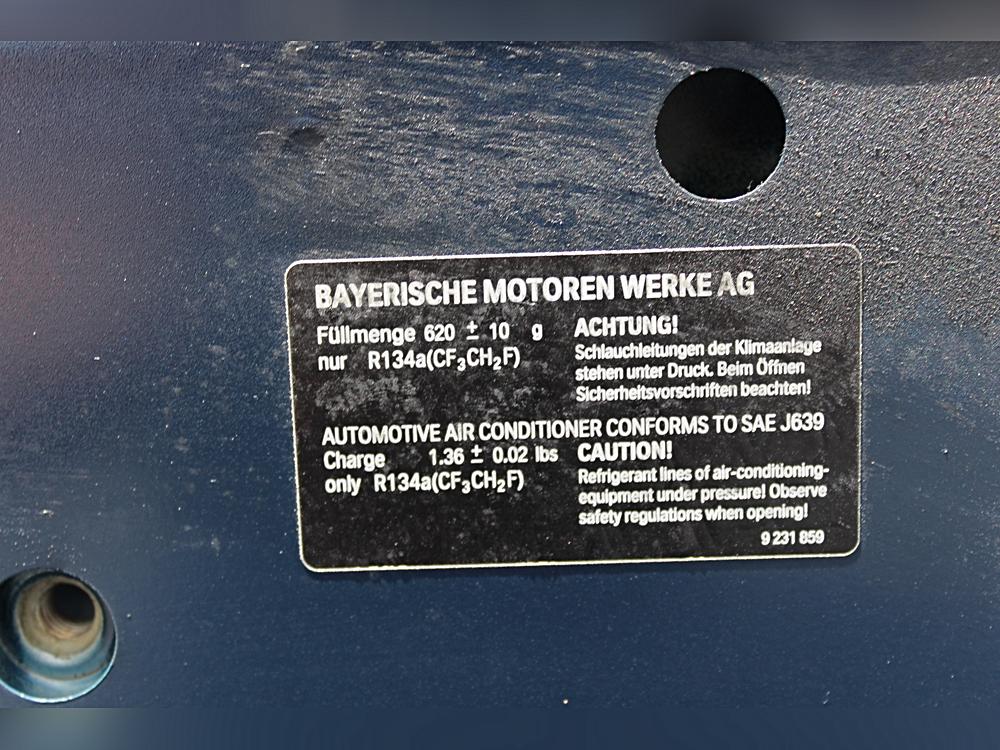 BAYERISCHE MOTOREN WERKE AG
Füllmenge 620 ± 10 g
nur R134a(CF₃CH₂F)
ACHTUNG!
Schlauchleitungen der Klimaanlage
stehen unter Druck. Beim Öffnen
Sicherheitsvorschriften beachten!
AUTOMOTIVE AIR CONDITIONER CONFORMS TO SAE J639
Charge 1.36 ± 0.02 lbs
only R134a(CF₃CH₂F)
CAUTION!
Refrigerant lines of air-conditioning-
equipment under pressure! Observe
safety regulations when opening!
9 231 859